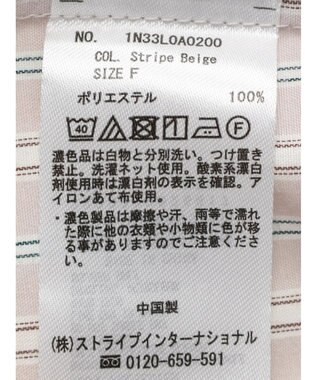 NO. 1N33L0A0200
COL. Stripe Beige
SIZE F
ポリエステル 100%
40 F
濃色品は白物と分別洗い。つけ置き
禁止。洗濯ネット使用。酸素系漂白
剤使用時は漂白剤の表示を確認。ア
イロンあて布使用。
・濃色製品は摩擦や汗、雨等で濡れ
た際に他の衣類や小物類に色が移
る事がありますのでご注意くださ
い。
中国製
(株)ストライプインターナショナル
0120-659-591